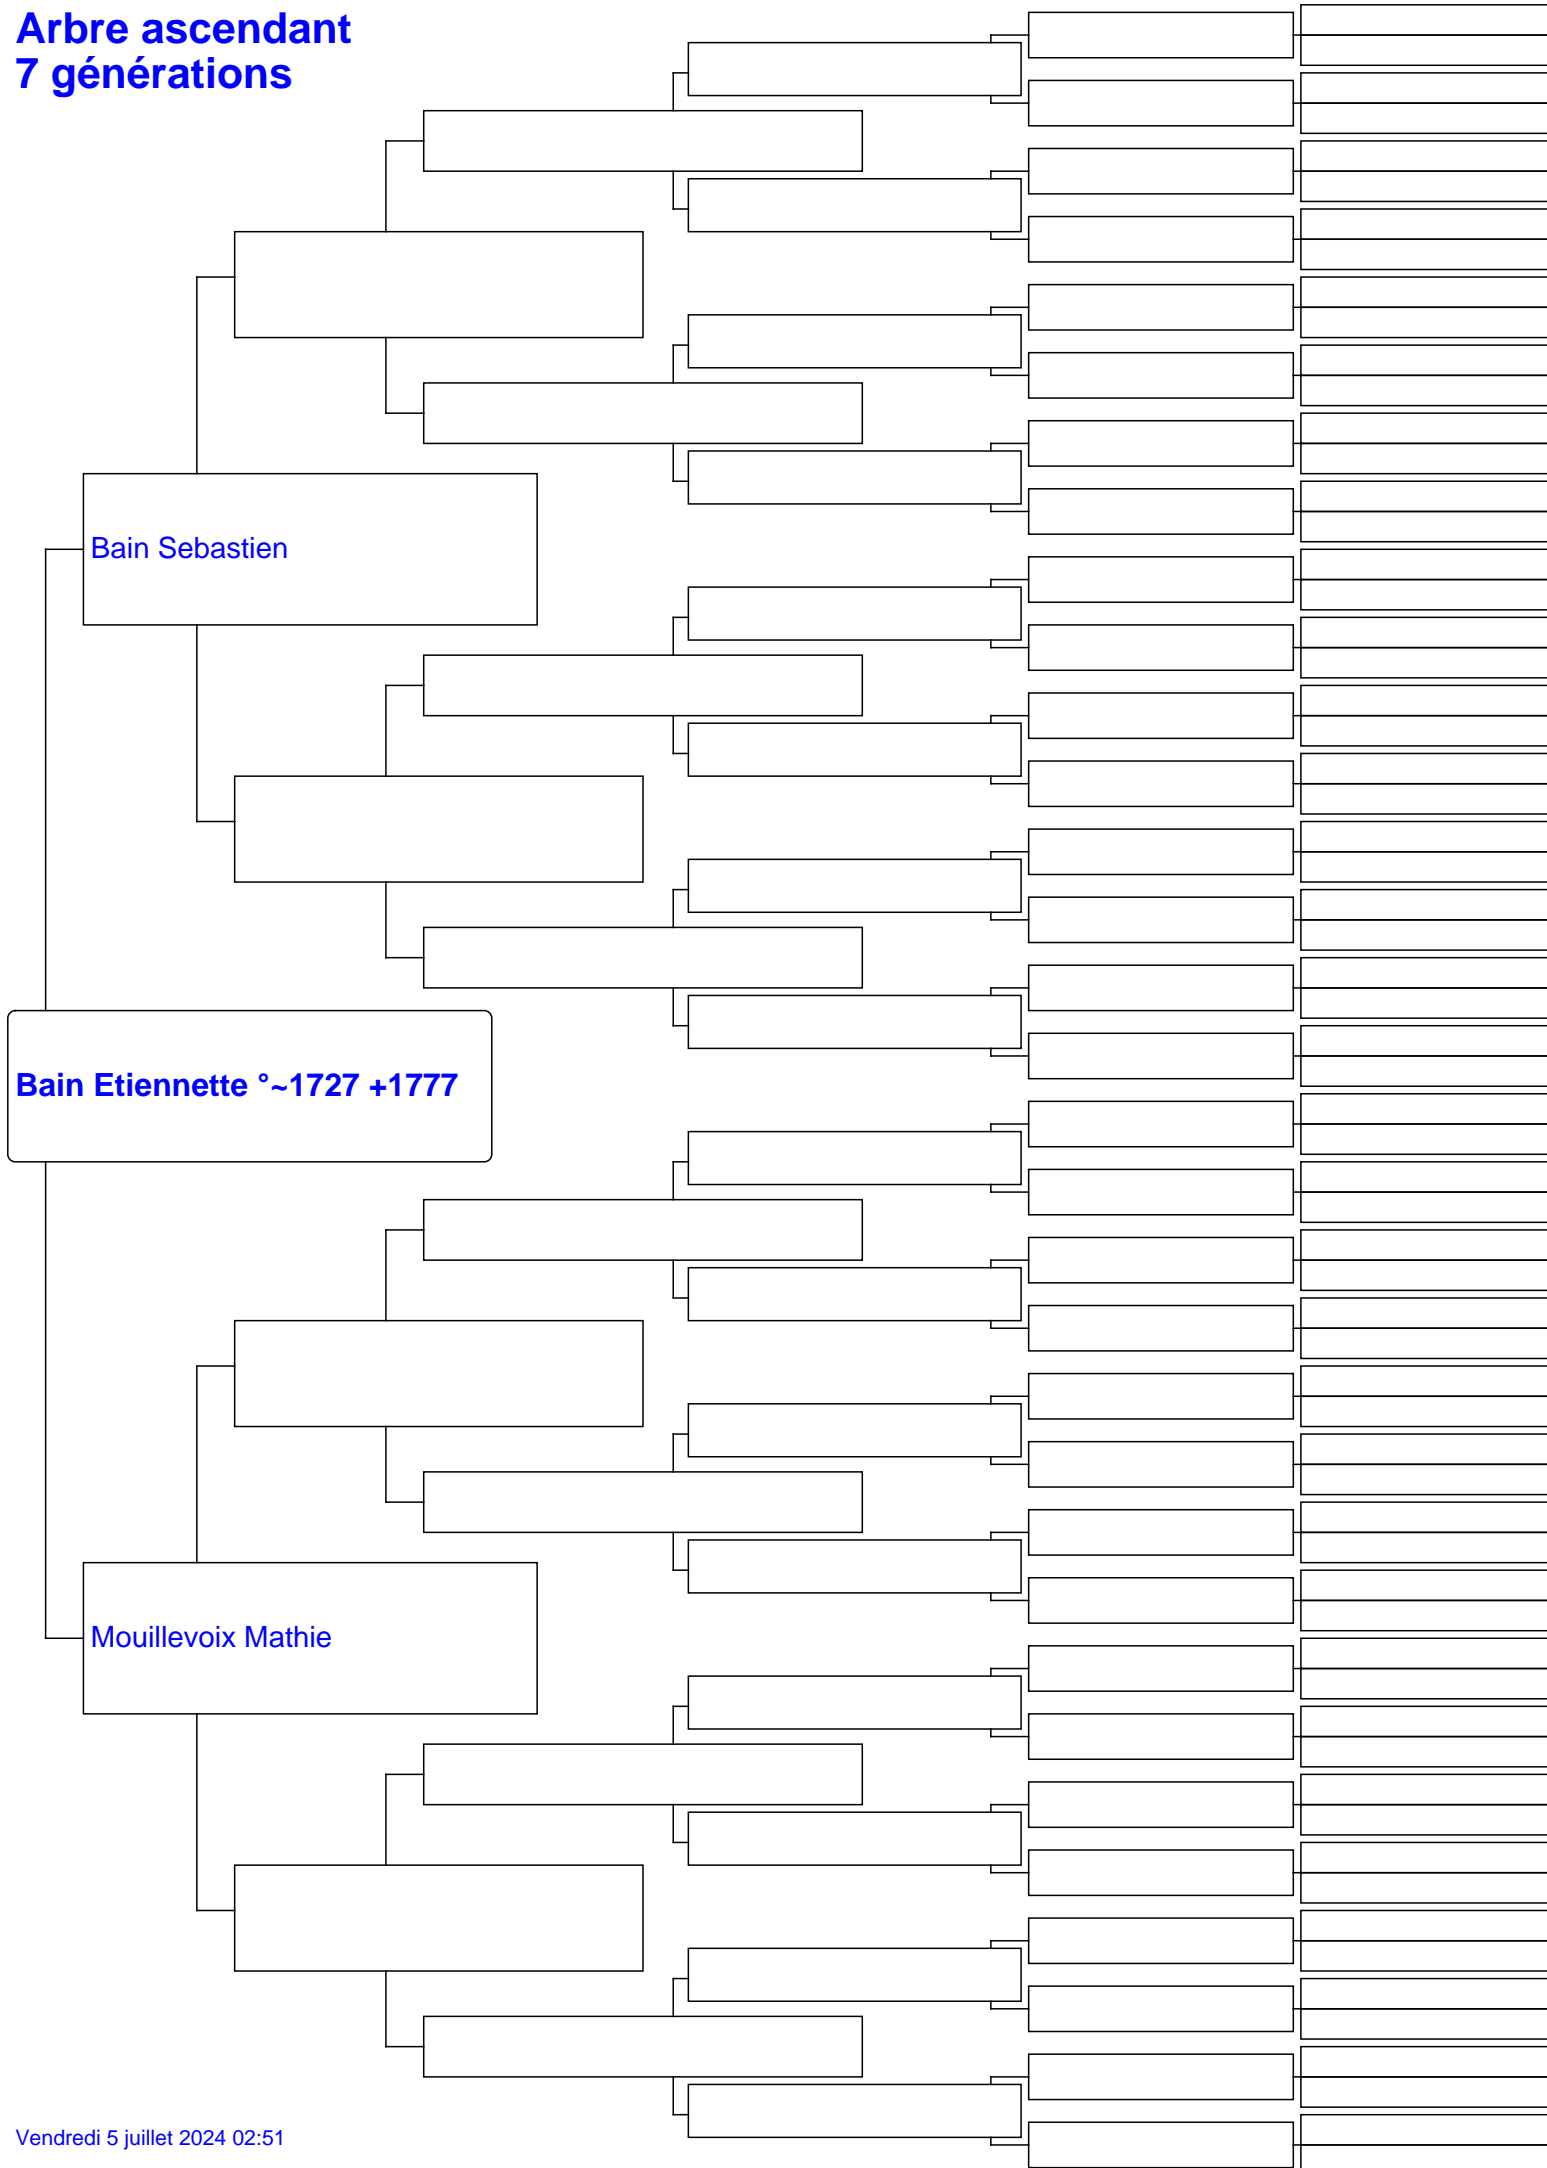 Arbre ascendant
7 générations
Bain Sebastien
Bain Etiennette °~1727 +1777
Mouillevoix Mathie
Vendredi 5 juillet 2024 02:51